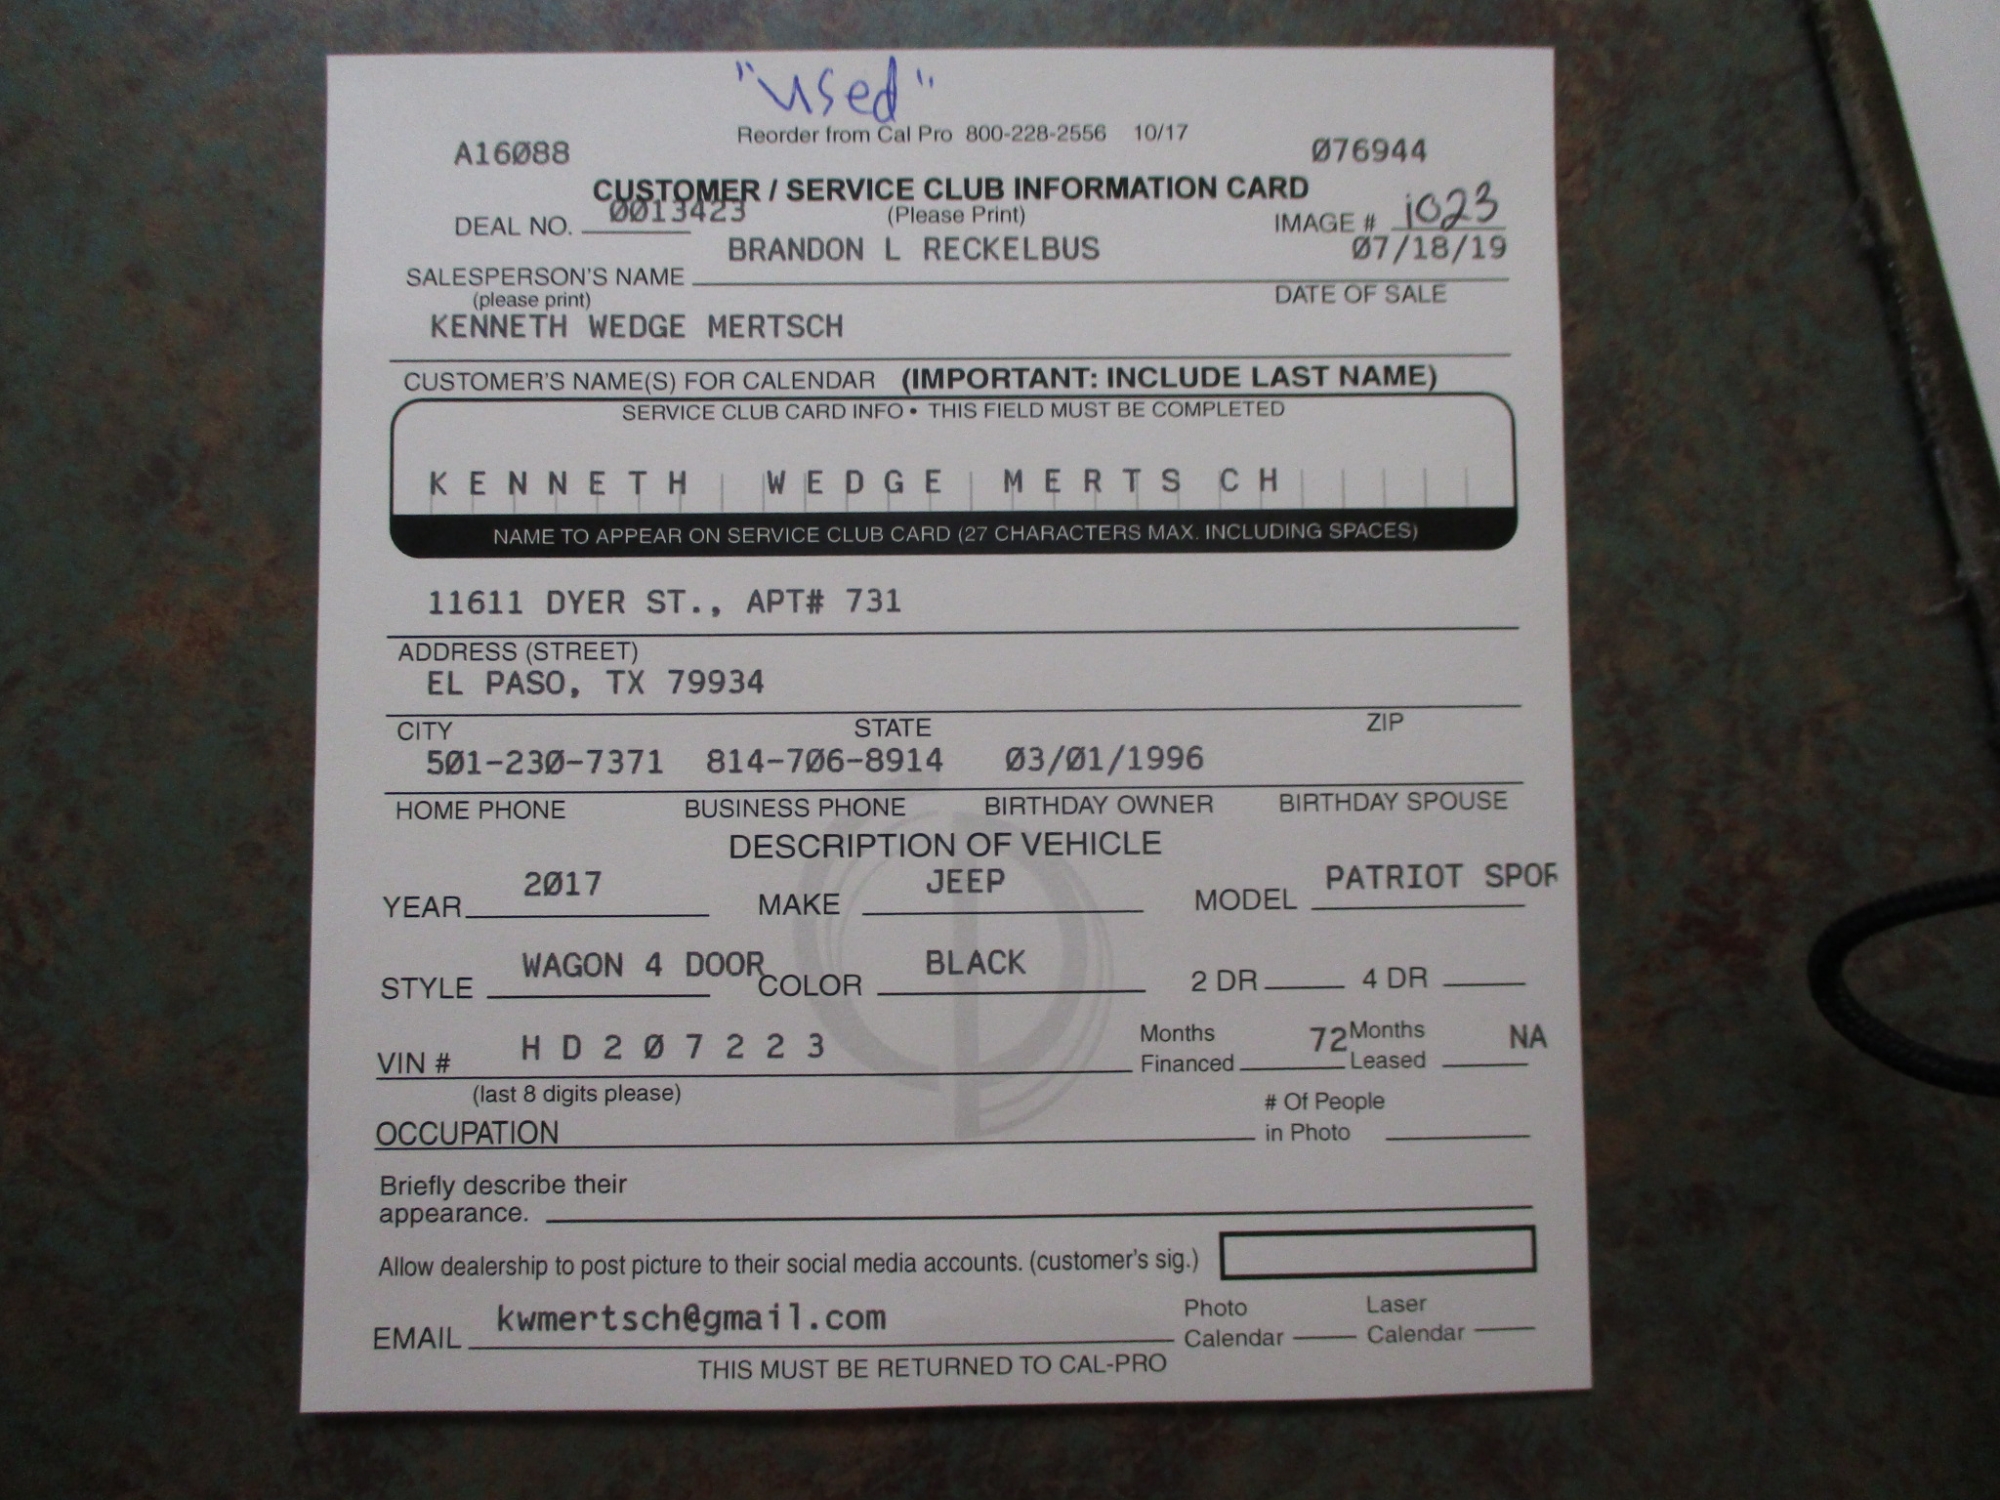 "used"
Reorder from Cal Pro 800-228-2556 10/17
A16088 076944
CUSTOMER / SERVICE CLUB INFORMATION CARD
DEAL NO. 0013423 (Please Print) IMAGE # i023
BRANDON L RECKELBUS 07/18/19
SALESPERSON'S NAME DATE OF SALE
(please print)
KENNETH WEDGE MERTSCH
CUSTOMER'S NAME(S) FOR CALENDAR (IMPORTANT: INCLUDE LAST NAME)
SERVICE CLUB CARD INFO • THIS FIELD MUST BE COMPLETED
KENNETH WEDGE MERTSCH
NAME TO APPEAR ON SERVICE CLUB CARD (27 CHARACTERS MAX. INCLUDING SPACES)
11611 DYER ST., APT# 731
ADDRESS (STREET)
EL PASO, TX 79934
CITY STATE ZIP
501-230-7371 814-706-8914 03/01/1996
HOME PHONE BUSINESS PHONE BIRTHDAY OWNER BIRTHDAY SPOUSE
DESCRIPTION OF VEHICLE
YEAR 2017 MAKE JEEP MODEL PATRIOT SPOR
STYLE WAGON 4 DOOR COLOR BLACK 2 DR 4 DR
VIN # H D 2 0 7 2 2 3 Months Financed 72 Months Leased NA
(last 8 digits please)
OCCUPATION # Of People in Photo
Briefly describe their
appearance.
Allow dealership to post picture to their social media accounts. (customer's sig.)
EMAIL kwmertsch@gmail.com Photo Calendar Laser Calendar
THIS MUST BE RETURNED TO CAL-PRO